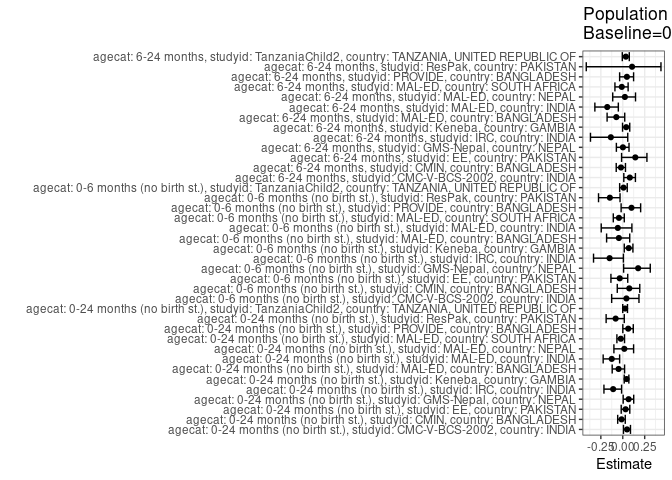 Population
Baseline=0
agecat: 6-24 months, studyid: TanzaniaChild2, country: TANZANIA, UNITED REPUBLIC OF
agecat: 6-24 months, studyid: ResPak, country: PAKISTAN
agecat: 6-24 months, studyid: PROVIDE, country: BANGLADESH
agecat: 6-24 months, studyid: MAL-ED, country: SOUTH AFRICA
agecat: 6-24 months, studyid: MAL-ED, country: NEPAL
agecat: 6-24 months, studyid: MAL-ED, country: INDIA
agecat: 6-24 months, studyid: MAL-ED, country: BANGLADESH
agecat: 6-24 months, studyid: Keneba, country: GAMBIA
agecat: 6-24 months, studyid: IRC, country: INDIA
agecat: 6-24 months, studyid: GMS-Nepal, country: NEPAL
agecat: 6-24 months, studyid: EE, country: PAKISTAN
agecat: 6-24 months, studyid: CMIN, country: BANGLADESH
agecat: 6-24 months, studyid: CMC-V-BCS-2002, country: INDIA
agecat: 0-6 months (no birth st.), studyid: TanzaniaChild2, country: TANZANIA, UNITED REPUBLIC OF
agecat: 0-6 months (no birth st.), studyid: ResPak, country: PAKISTAN
agecat: 0-6 months (no birth st.), studyid: PROVIDE, country: BANGLADESH
agecat: 0-6 months (no birth st.), studyid: MAL-ED, country: SOUTH AFRICA
agecat: 0-6 months (no birth st.), studyid: MAL-ED, country: INDIA
agecat: 0-6 months (no birth st.), studyid: MAL-ED, country: BANGLADESH
agecat: 0-6 months (no birth st.), studyid: Keneba, country: GAMBIA
agecat: 0-6 months (no birth st.), studyid: IRC, country: INDIA
agecat: 0-6 months (no birth st.), studyid: GMS-Nepal, country: NEPAL
agecat: 0-6 months (no birth st.), studyid: EE, country: PAKISTAN
agecat: 0-6 months (no birth st.), studyid: CMIN, country: BANGLADESH
agecat: 0-6 months (no birth st.), studyid: CMC-V-BCS-2002, country: INDIA
agecat: 0-24 months (no birth st.), studyid: TanzaniaChild2, country: TANZANIA, UNITED REPUBLIC OF
agecat: 0-24 months (no birth st.), studyid: ResPak, country: PAKISTAN
agecat: 0-24 months (no birth st.), studyid: PROVIDE, country: BANGLADESH
agecat: 0-24 months (no birth st.), studyid: MAL-ED, country: SOUTH AFRICA
agecat: 0-24 months (no birth st.), studyid: MAL-ED, country: NEPAL
agecat: 0-24 months (no birth st.), studyid: MAL-ED, country: INDIA
agecat: 0-24 months (no birth st.), studyid: MAL-ED, country: BANGLADESH
agecat: 0-24 months (no birth st.), studyid: Keneba, country: GAMBIA
agecat: 0-24 months (no birth st.), studyid: IRC, country: INDIA
agecat: 0-24 months (no birth st.), studyid: GMS-Nepal, country: NEPAL
agecat: 0-24 months (no birth st.), studyid: EE, country: PAKISTAN
agecat: 0-24 months (no birth st.), studyid: CMIN, country: BANGLADESH
agecat: 0-24 months (no birth st.), studyid: CMC-V-BCS-2002, country: INDIA
-0.25 0.00 0.25
Estimate